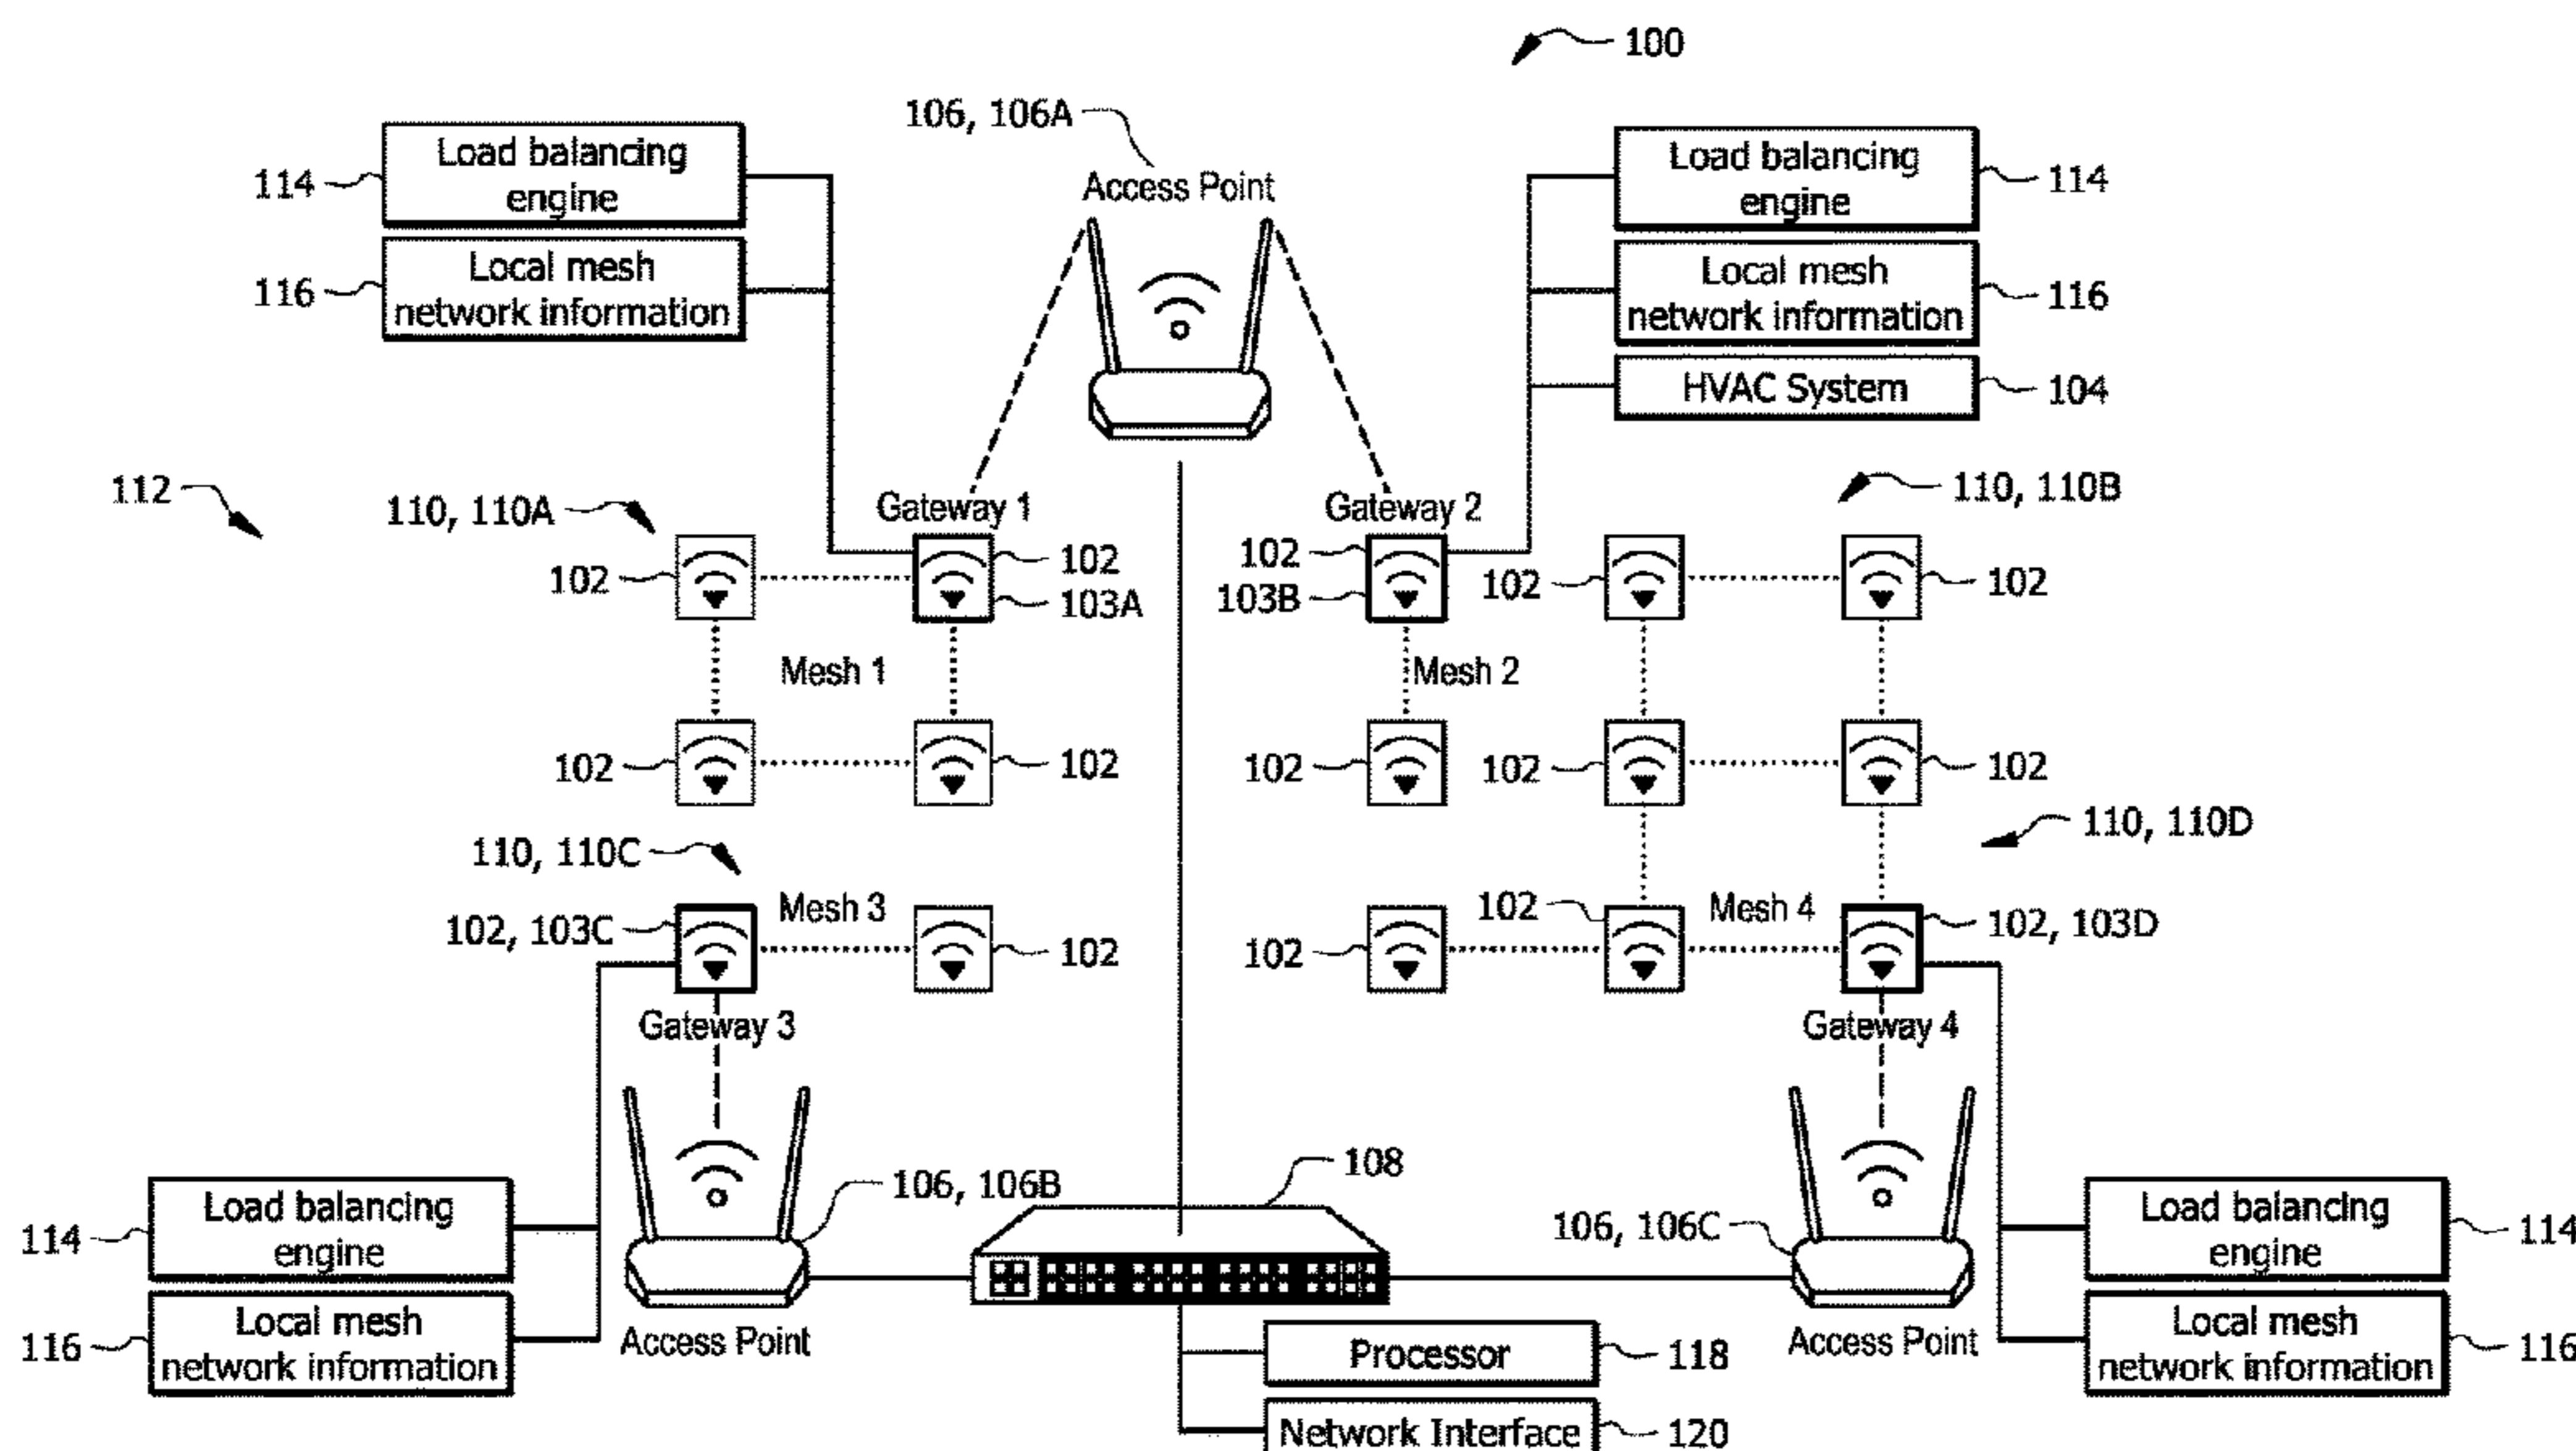 100
106, 106A
Access Point
Load balancing
engine
114
Local mesh
network information
116
Load balancing
engine
114
Local mesh
network information
116
HVAC System
104
112
110, 110A
Gateway 1
Gateway 2
110, 110B
102
102
103A
102
103B
102
102
Mesh 1
Mesh 2
102
102
102
102
102
110, 110C
110, 110D
102, 103C
Mesh 3
102
102
102
Mesh 4
102, 103D
Gateway 3
Gateway 4
114
Load balancing
engine
116
Local mesh
network information
106, 106B
Access Point
108
106, 106C
Access Point
Load balancing
engine
114
Local mesh
network information
116
Processor
118
Network Interface
120